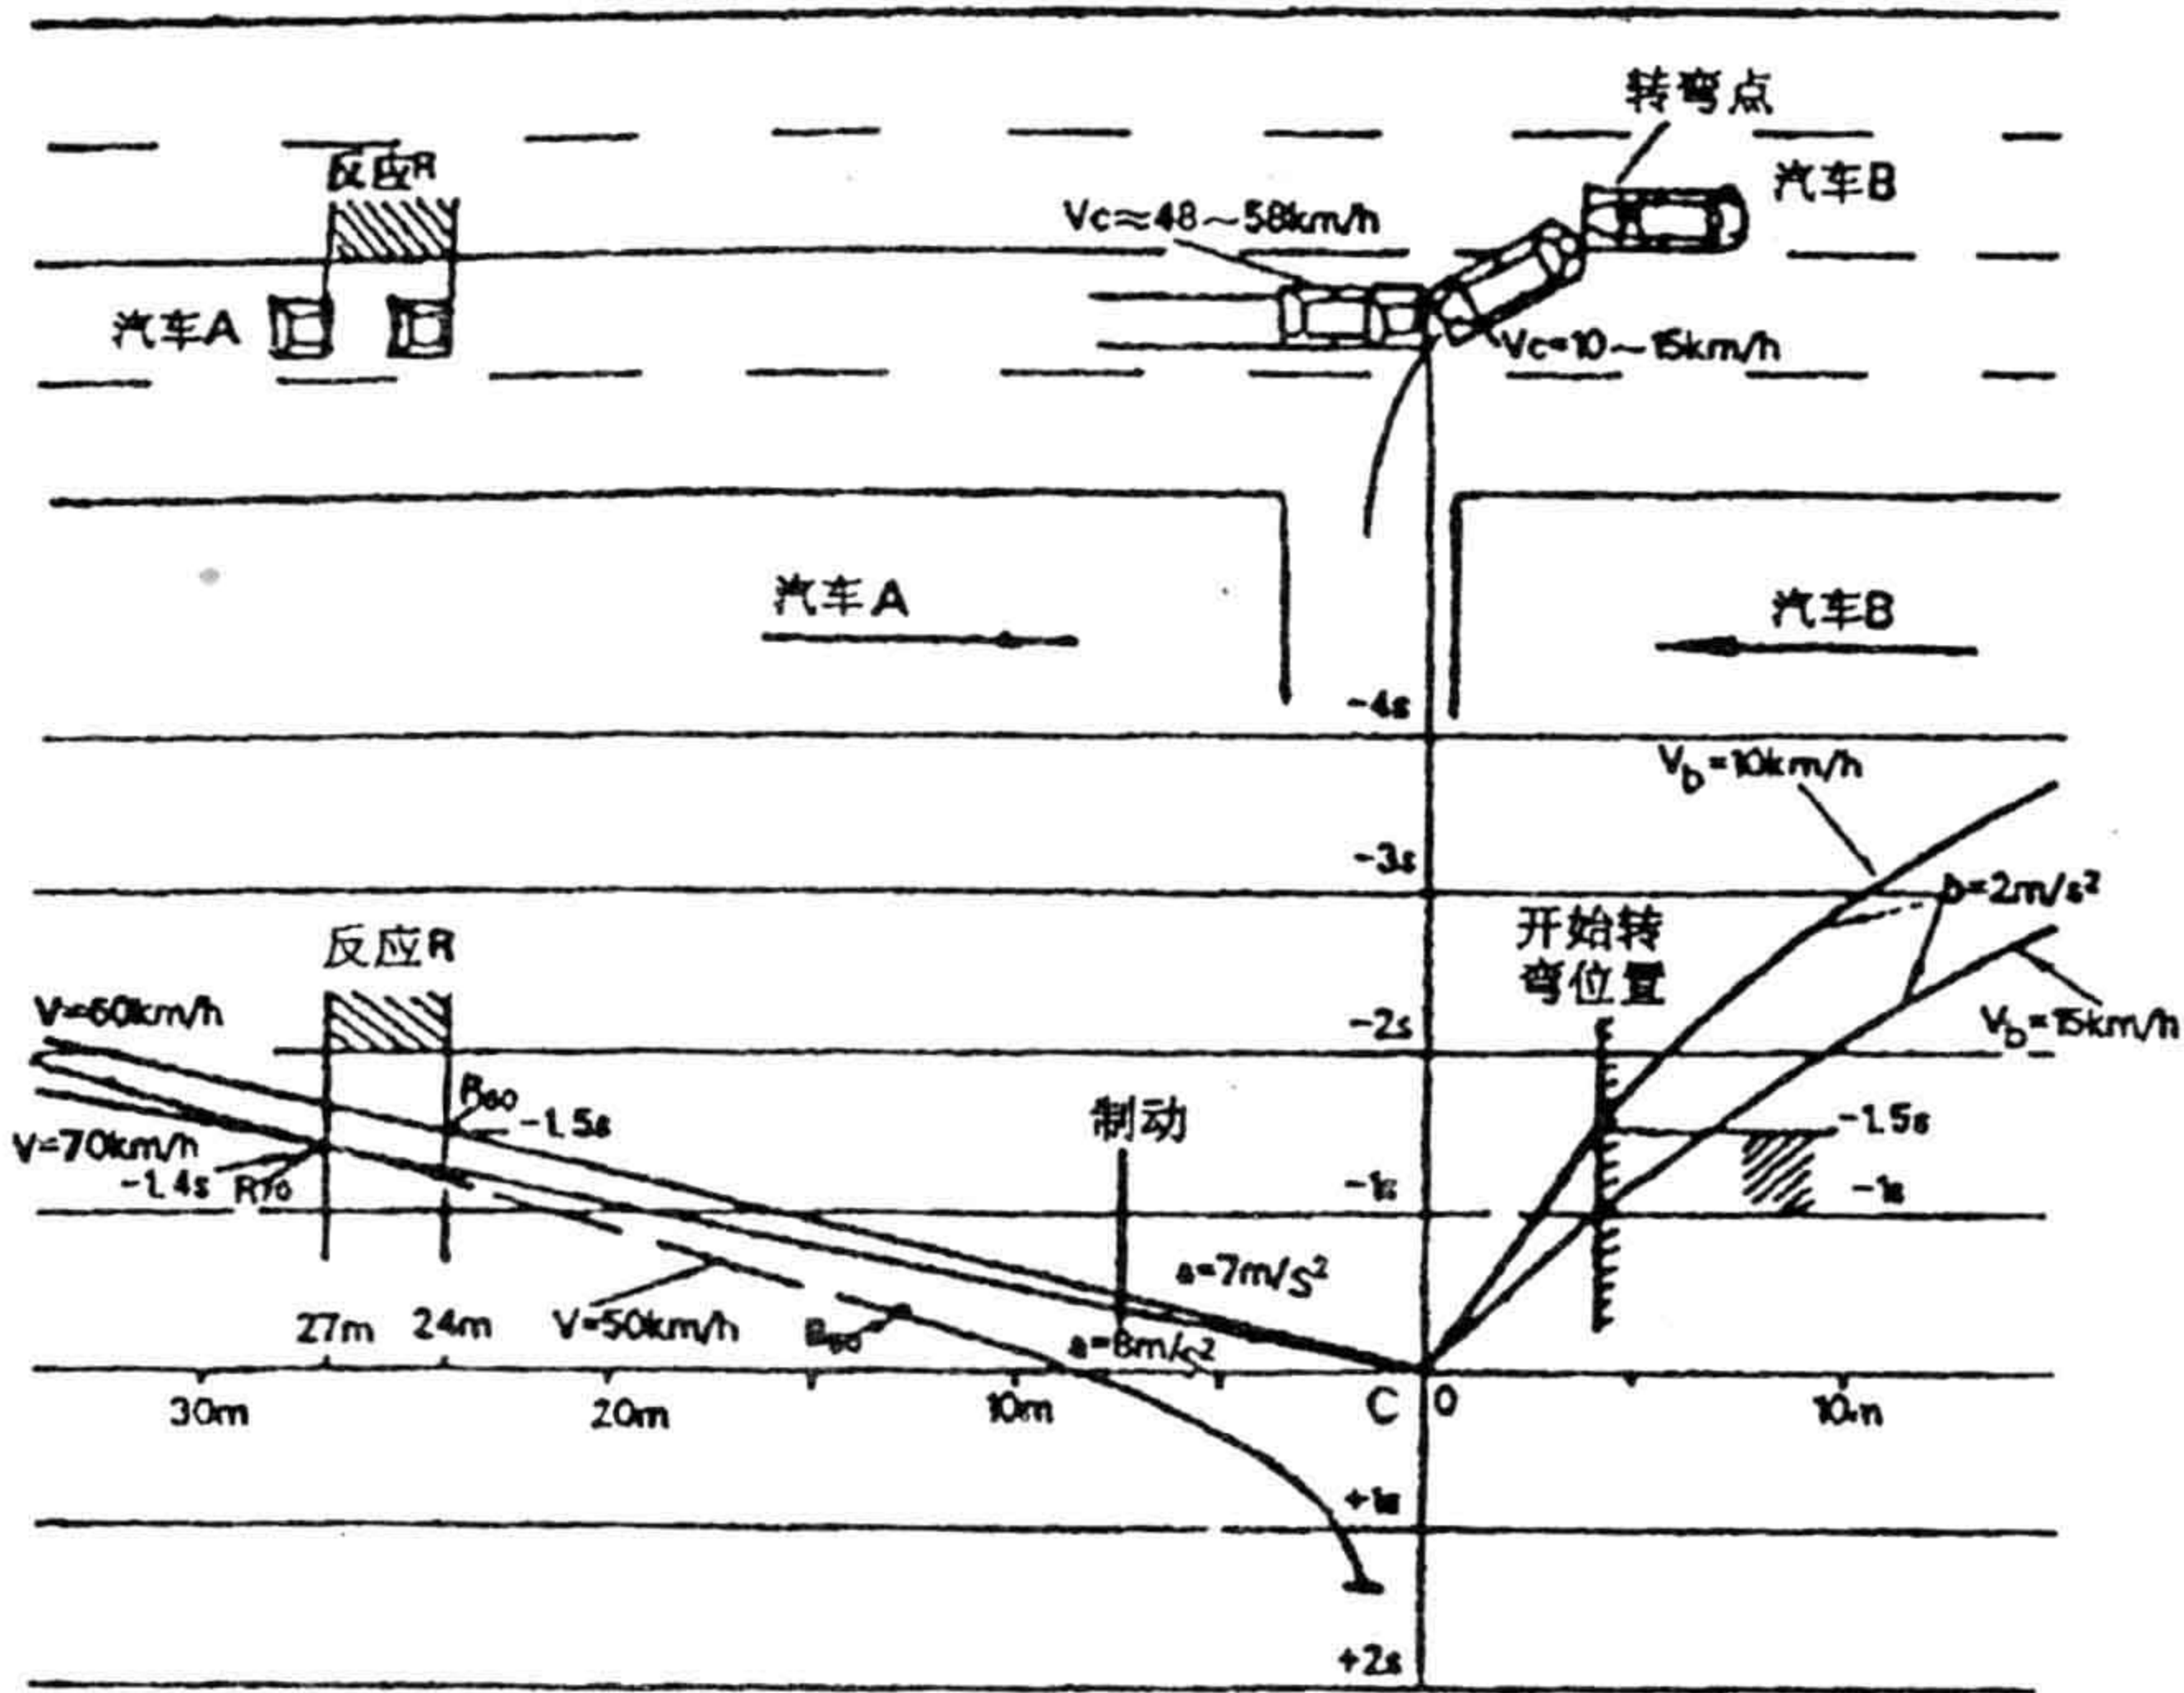 转弯点
反应R
汽车B
Vc≈48~58km/h
汽车A
Vc=10~15km/h
汽车A
汽车B
-4s
Vb=10km/h
-3s
b=2m/s²
开始转
弯位置
反应R
V=60km/h
-2s
Vb=15km/h
R60
-1.5s
制动
-1.5s
V=70km/h
-1.4s
R70
-1s
-1s
a=7m/s²
27m
24m
V=50km/h
a=8m/s²
30m
20m
10m
C
0
10m
+1s
+2s